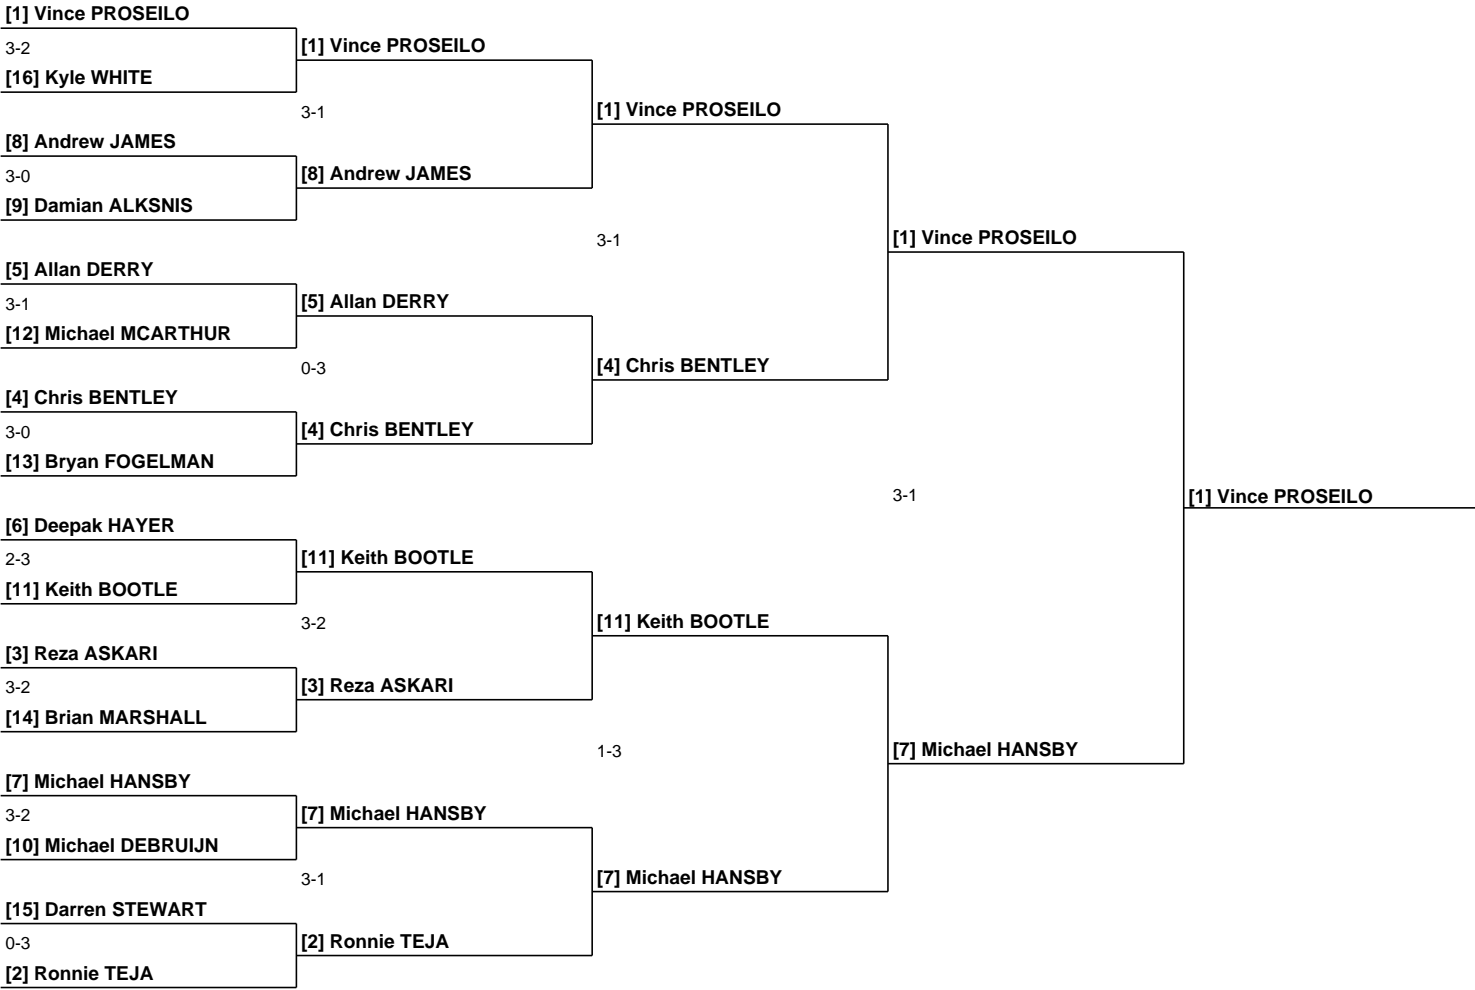 [1] Vince PROSEILO
3-2
[16] Kyle WHITE
[8] Andrew JAMES
3-0
[9] Damian ALKSNIS
[5] Allan DERRY
3-1
[12] Michael MCARTHUR
[4] Chris BENTLEY
3-0
[13] Bryan FOGELMAN
[6] Deepak HAYER
2-3
[11] Keith BOOTLE
[3] Reza ASKARI
3-2
[14] Brian MARSHALL
[7] Michael HANSBY
3-2
[10] Michael DEBRUIJN
[15] Darren STEWART
0-3
[2] Ronnie TEJA
[1] Vince PROSEILO
3-1
[8] Andrew JAMES
[5] Allan DERRY
0-3
[4] Chris BENTLEY
[11] Keith BOOTLE
3-2
[3] Reza ASKARI
[7] Michael HANSBY
3-1
[2] Ronnie TEJA
[1] Vince PROSEILO
3-1
[4] Chris BENTLEY
[11] Keith BOOTLE
1-3
[7] Michael HANSBY
[1] Vince PROSEILO
3-1
[7] Michael HANSBY
[1] Vince PROSEILO